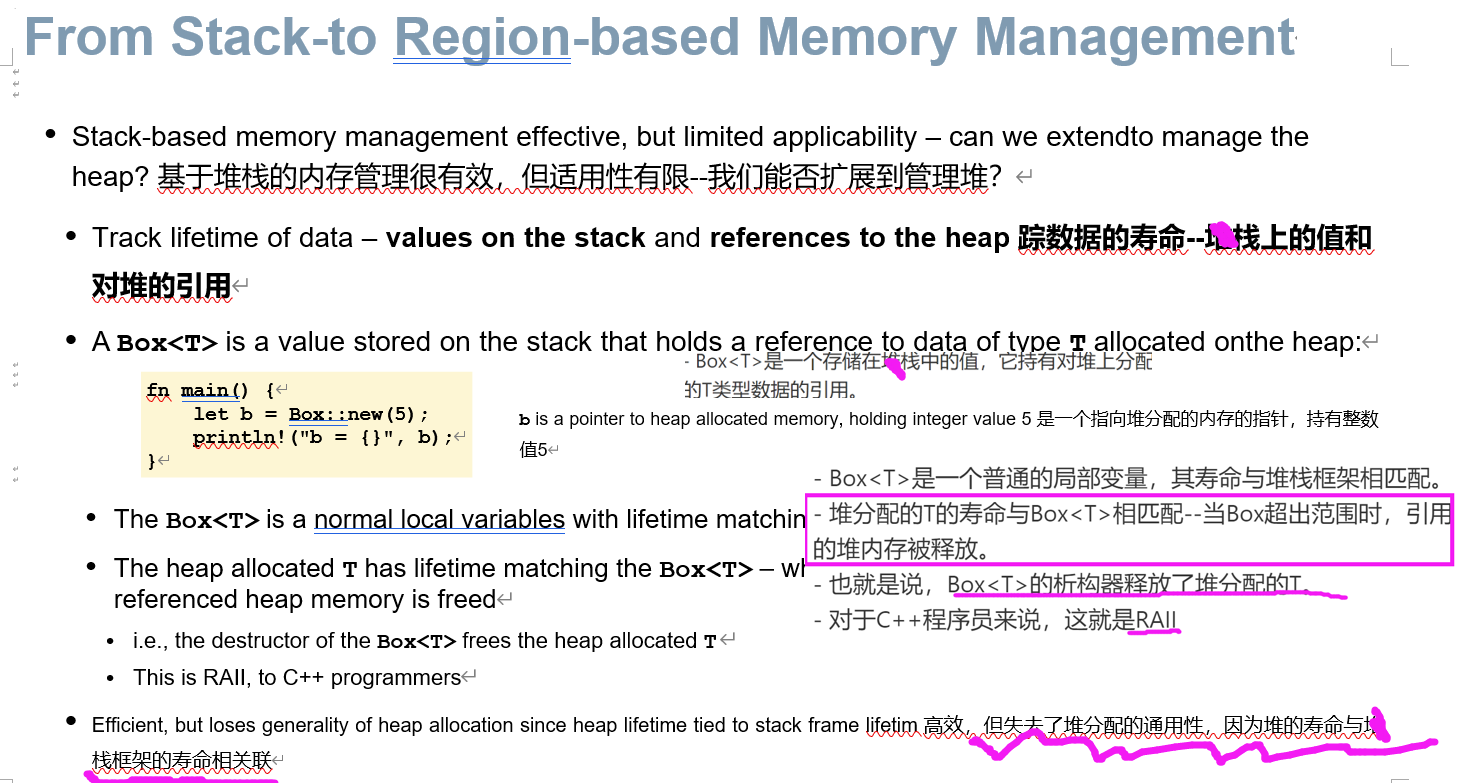 From Stack-to Region-based Memory Management
Stack-based memory management effective, but limited applicability – can we extendto manage the
heap? 基于堆栈的内存管理很有效，但适用性有限--我们能否扩展到管理堆？
Track lifetime of data – values on the stack and references to the heap 踪数据的寿命--堆栈上的值和
对堆的引用
A Box<T> is a value stored on the stack that holds a reference to data of type T allocated onthe heap:
- Box<T>是一个存储在堆栈中的值，它持有对堆上分配
的T类型数据的引用。
fn main() {
let b = Box::new(5);
println!("b = {}", b);
}
b is a pointer to heap allocated memory, holding integer value 5 是一个指向堆分配的内存的指针，持有整数
值5
- Box<T>是一个普通的局部变量，其寿命与堆栈框架相匹配。
The Box<T> is a normal local variables with lifetime matchin
- 堆分配的T的寿命与Box<T>相匹配--当Box超出范围时，引用
的堆内存被释放。
The heap allocated T has lifetime matching the Box<T> – wh
referenced heap memory is freed
- 也就是说，Box<T>的析构器释放了堆分配的T。
- 对于C++程序员来说，这就是RAII
i.e., the destructor of the Box<T> frees the heap allocated T
This is RAII, to C++ programmers
Efficient, but loses generality of heap allocation since heap lifetime tied to stack frame lifetim 高效，但失去了堆分配的通用性，因为堆的寿命与堆
栈框架的寿命相关联